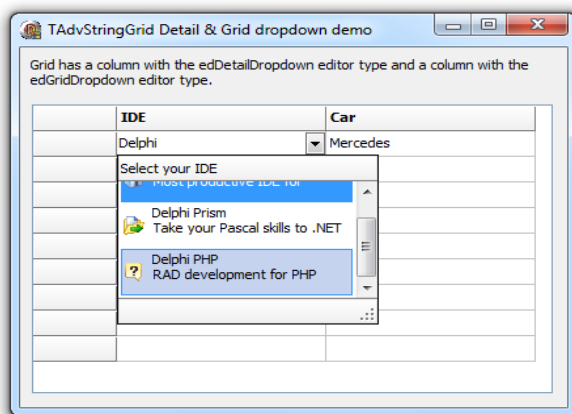 TAdvStringGrid Detail & Grid dropdown demo
Grid has a column with the edDetailDropdown editor type and a column with the
edGridDropdown editor type.
IDE Car
Delphi Mercedes
Select your IDE
Most productive IDE for
Delphi Prism
Take your Pascal skills to .NET
Delphi PHP
RAD development for PHP